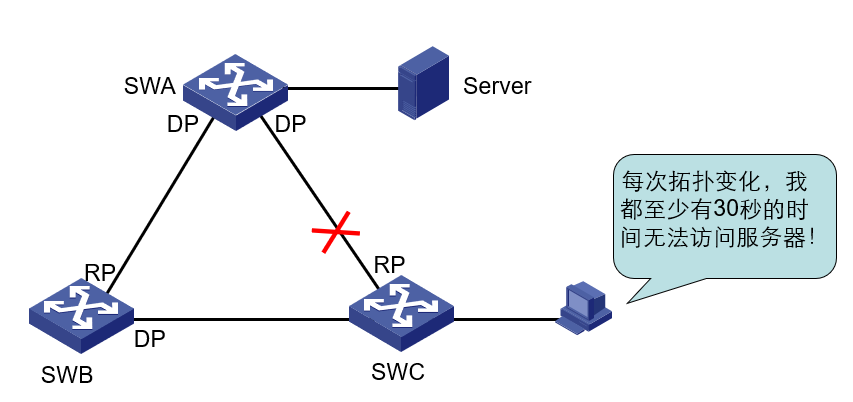 SWA
Server
DP
DP
每次拓扑变化，我
都至少有30秒的时
间无法访问服务器！
RP
RP
DP
SWB
SWC